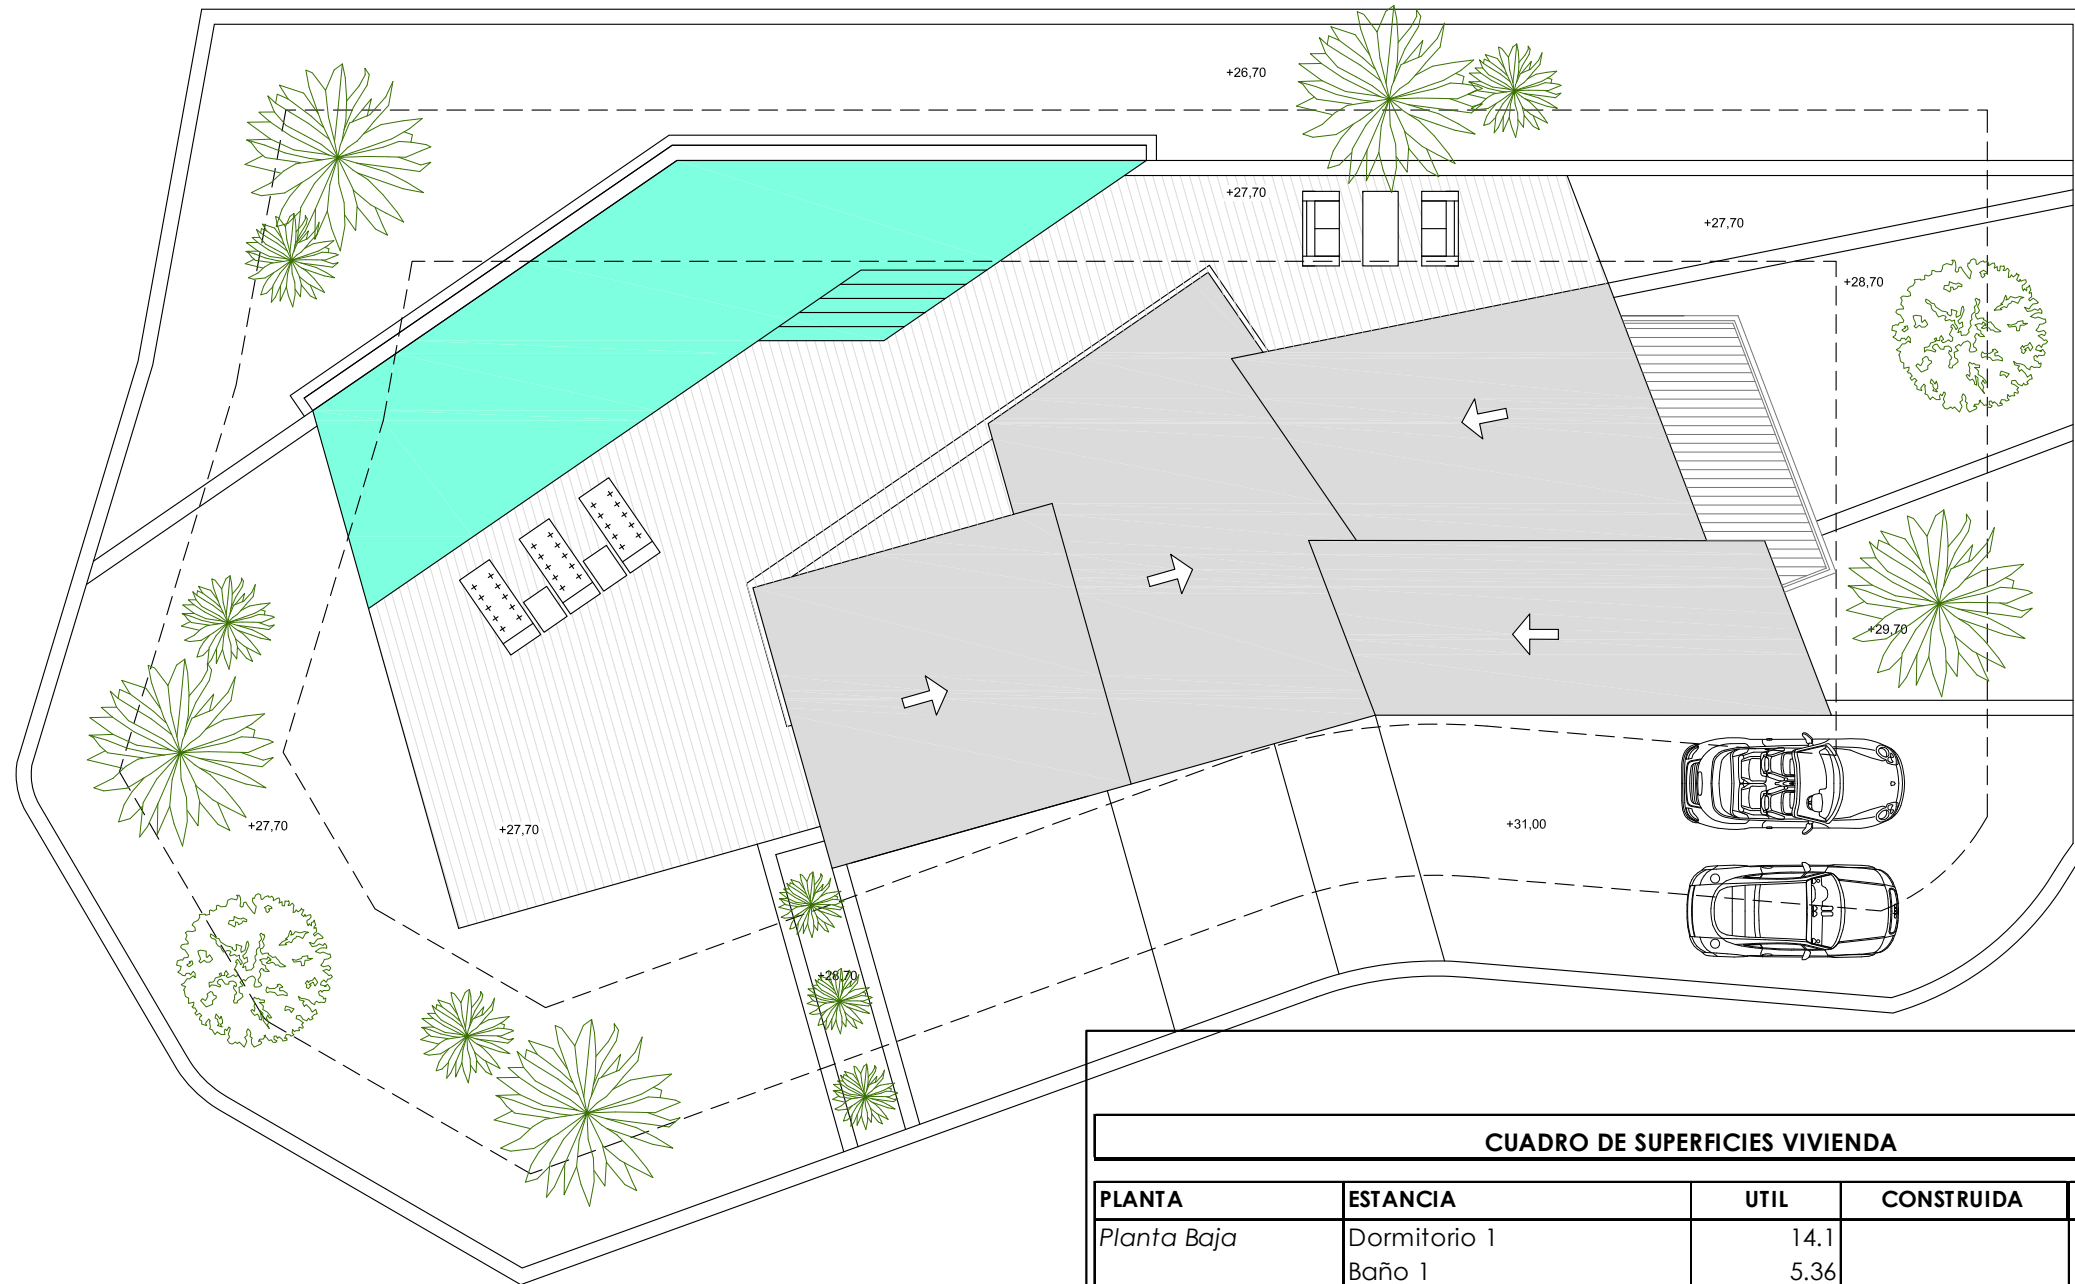 +26,70
+27,70
+27,70
+28,70
+29,70
+27,70
+27,70
+31,00
+28,70
CUADRO DE SUPERFICIES VIVIENDA
PLANTA ESTANCIA UTIL CONSTRUIDA
Planta Baja Dormitorio 1 14.1
Baño 1 5.36